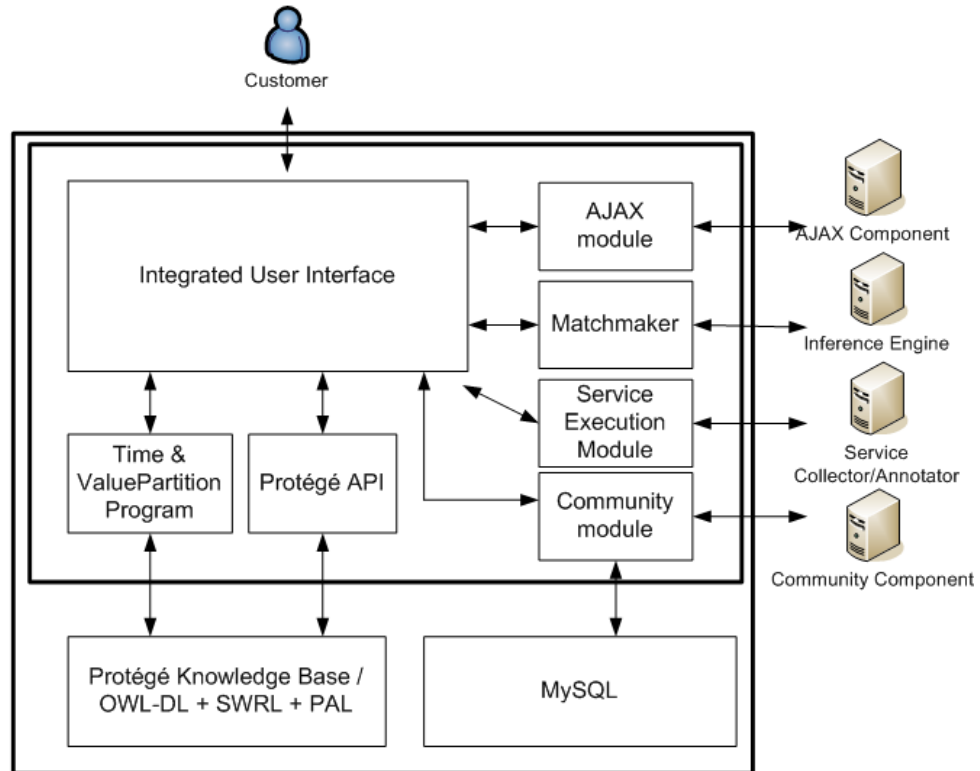 Customer
Integrated User Interface
AJAX
module
AJAX Component
Matchmaker
Inference Engine
Service
Execution
Module
Service
Collector/Annotator
Time &
ValuePartition
Program
Protégé API
Community
module
Community Component
Protégé Knowledge Base /
OWL-DL + SWRL + PAL
MySQL